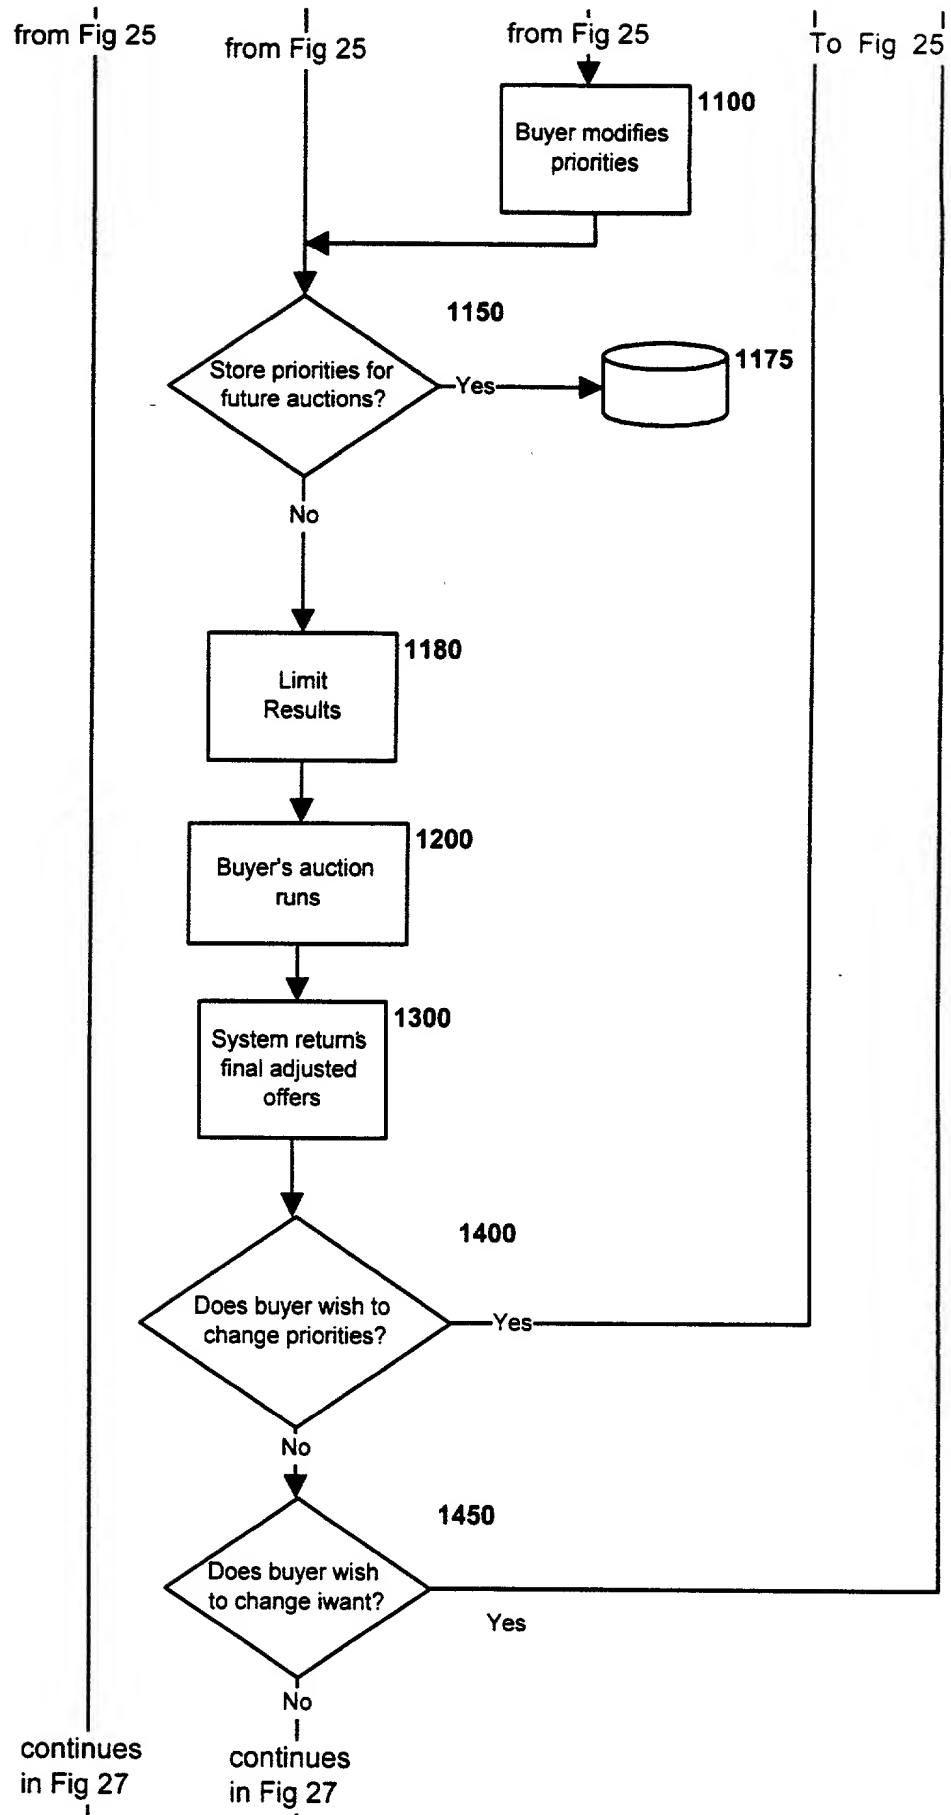 from Fig 25
from Fig 25
from Fig 25
To Fig 25
1100
Buyer modifies
priorities
1150
Store priorities for
future auctions?
Yes
1175
No
1180
Limit
Results
1200
Buyer's auction
runs
1300
System returns
final adjusted
offers
1400
Does buyer wish to
change priorities?
Yes
No
1450
Does buyer wish
to change iwant?
Yes
No
continues
in Fig 27
continues
in Fig 27